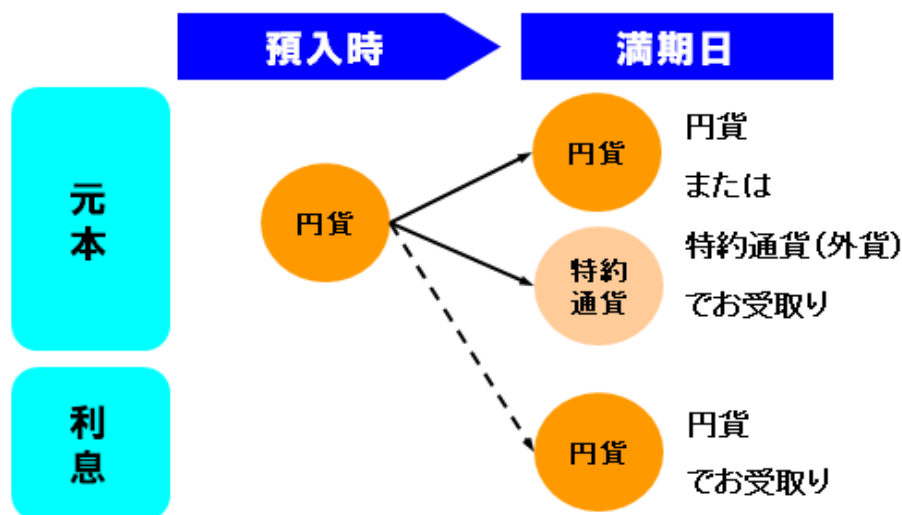 預入時
満期日
元
本
円貨
円貨
特約
通貨
円貨
または
特約通貨(外貨)
でお受取り
利
息
円貨
円貨
でお受取り